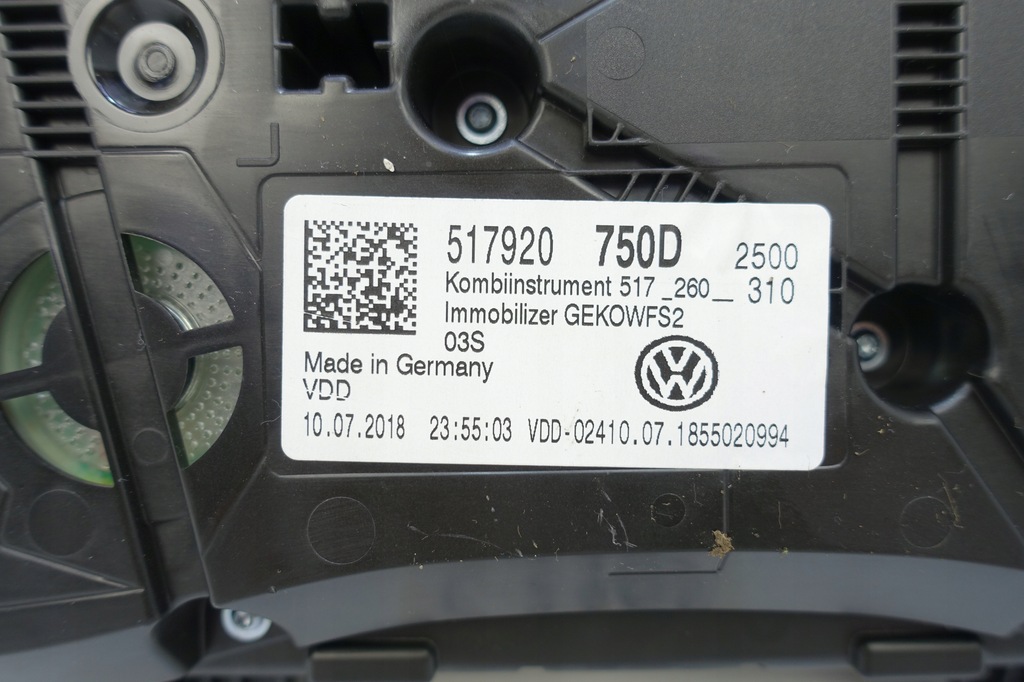 517920 750D 2500
Kombiinstrument 517 _260__ 310
Immobilizer GEKOWFS2
03S
Made in Germany
VDD
10.07.2018 23:55:03 VDD-02410.07.1855020994